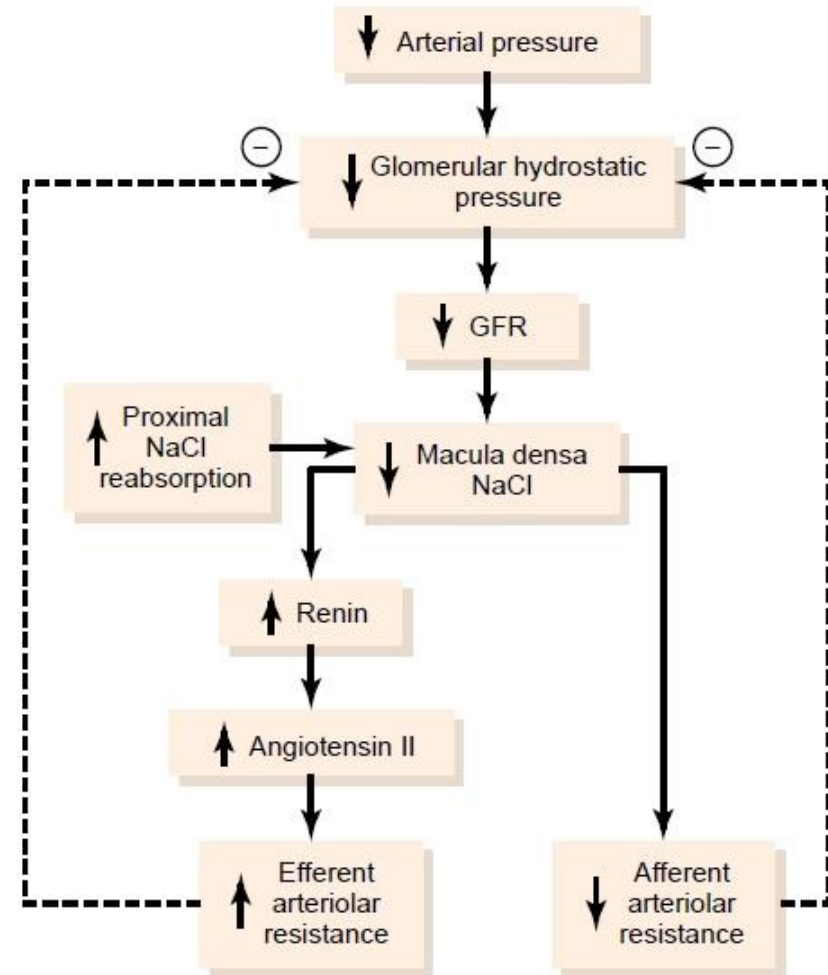 Arterial pressure
−
−
Glomerular hydrostatic
pressure
GFR
Proximal
NaCl
reabsorption
Macula densa
NaCl
Renin
Angiotensin II
Efferent
arteriolar
resistance
Afferent
arteriolar
resistance